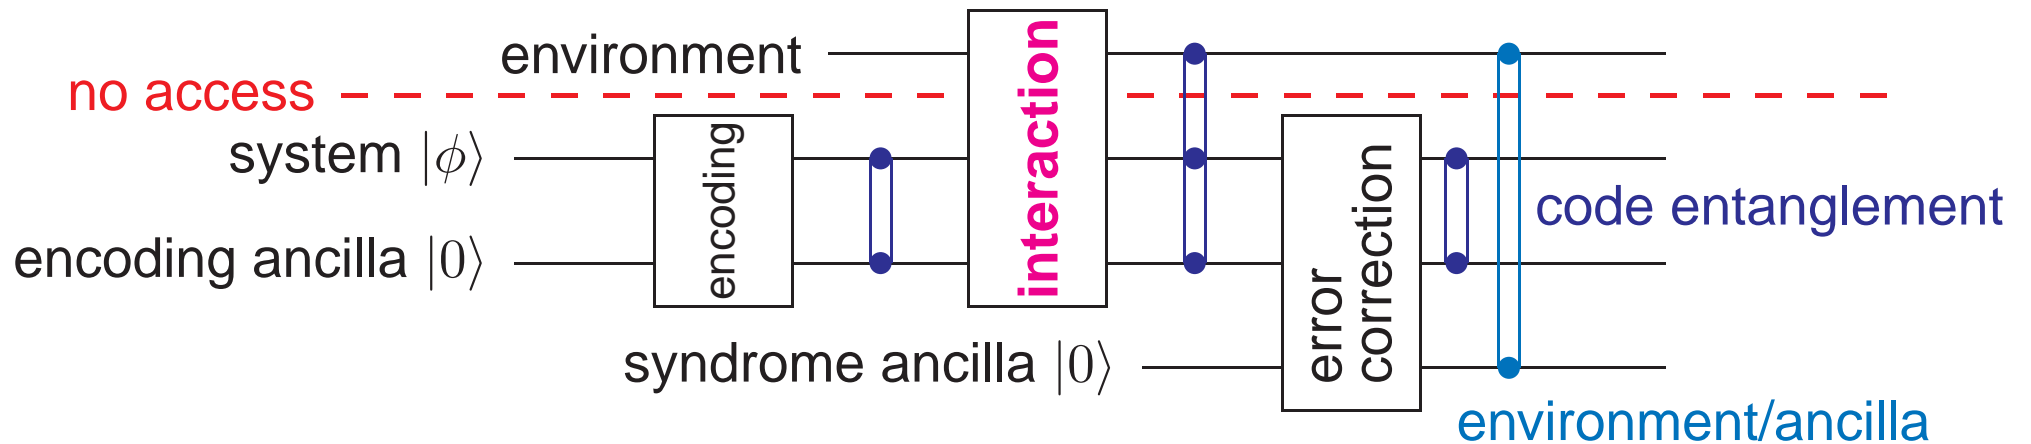 environment
no access
system |ϕ⟩
encoding ancilla |0⟩
encoding
interaction
syndrome ancilla |0⟩
error
correction
code entanglement
environment/ancilla